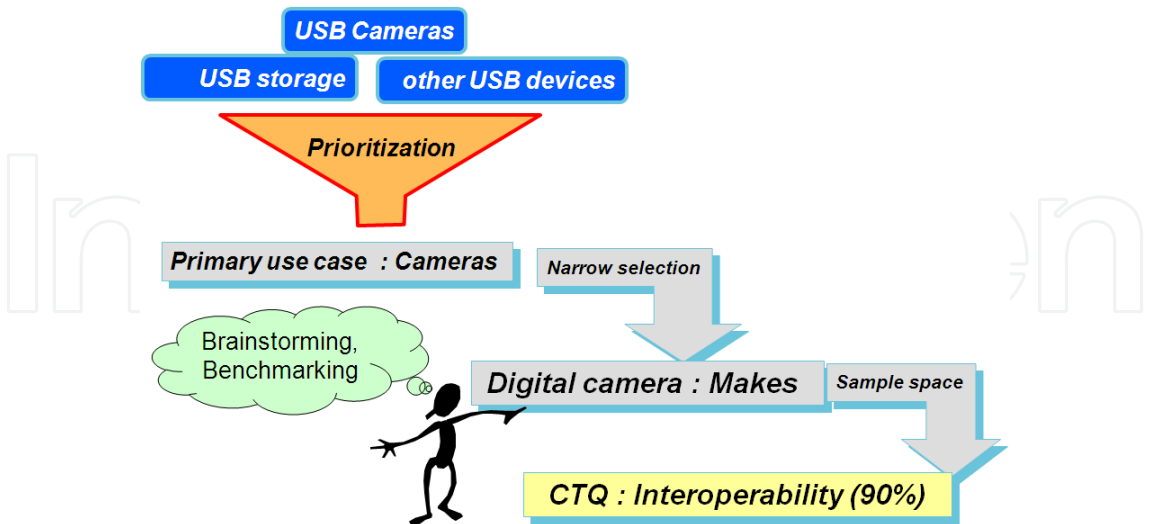 USB Cameras
USB storage
other USB devices
Prioritization
Primary use case : Cameras
Narrow selection
Brainstorming,
Benchmarking
Digital camera : Makes
Sample space
CTQ : Interoperability (90%)